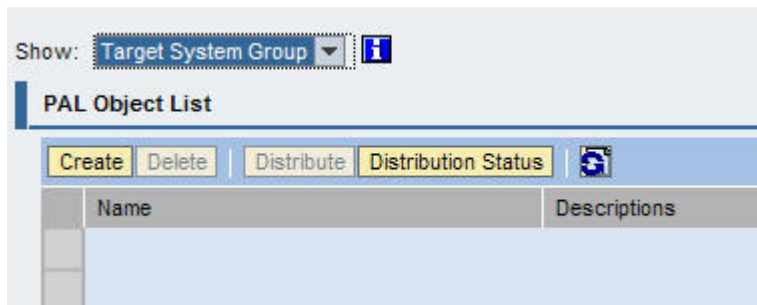 Show: Target System Group
PAL Object List
Create Delete Distribute Distribution Status
Name Descriptions